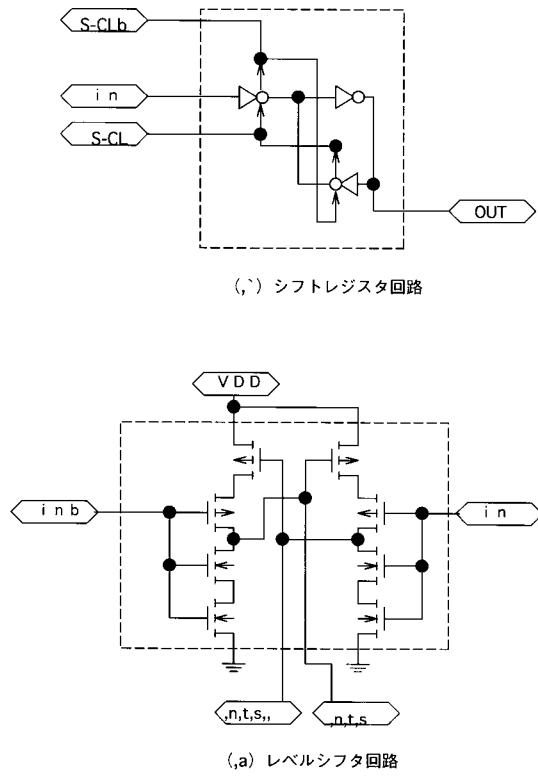 S-CLb
in
S-CL
OUT
(,`) シフトレジスタ回路
VDD
inb
in
,n,t,s,,
,n,t,s
(,a) レベルシフタ回路